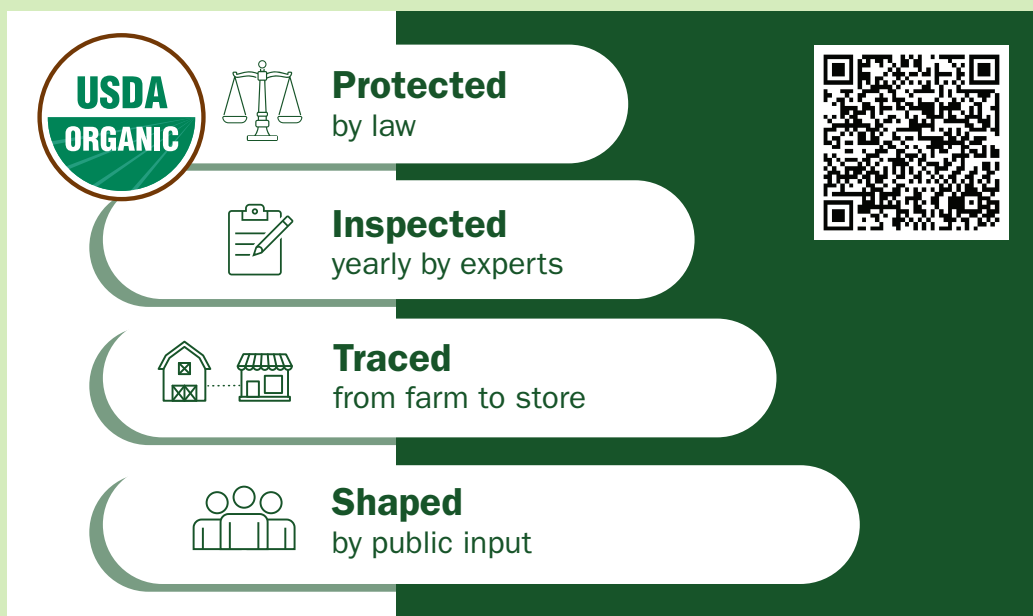 USDA
ORGANIC
Protected
by law
Inspected
yearly by experts
Traced
from farm to store
Shaped
by public input